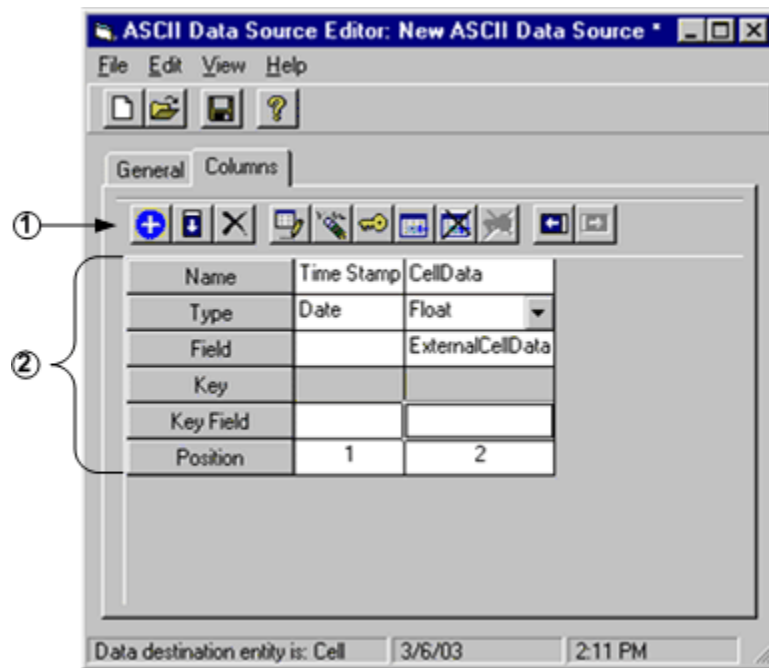 ASCII Data Source Editor: New ASCII Data Source *
File Edit View Help
General Columns
1
2
Name Time Stamp CellData
Type Date Float
Field ExternalCellData
Key
Key Field
Position 1 2
Data destination entity is: Cell 3/6/03 2:11 PM